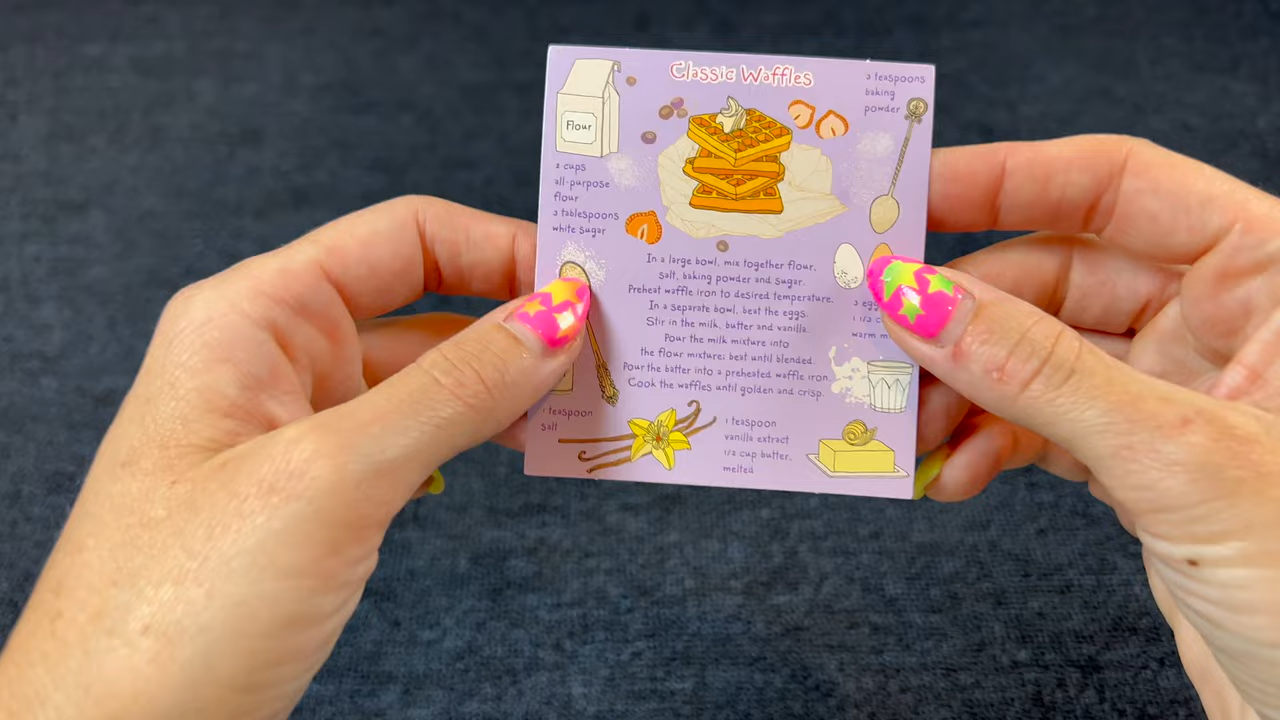 Classic Waffles
Flour
2 cups
all-purpose
flour
2 tablespoons
white sugar
3 teaspoons
baking
powder
In a large bowl, mix together flour,
salt, baking powder and sugar.
Preheat waffle iron to desired temperature.
In a separate bowl, beat the eggs.
Stir in the milk, butter and vanilla.
Pour the milk mixture into
the flour mixture; beat until blended.
Pour the batter into a preheated waffle iron.
Cook the waffles until golden and crisp.
1 1/2
warm
1 teaspoon
salt
1 teaspoon
vanilla extract
1/2 cup butter,
melted